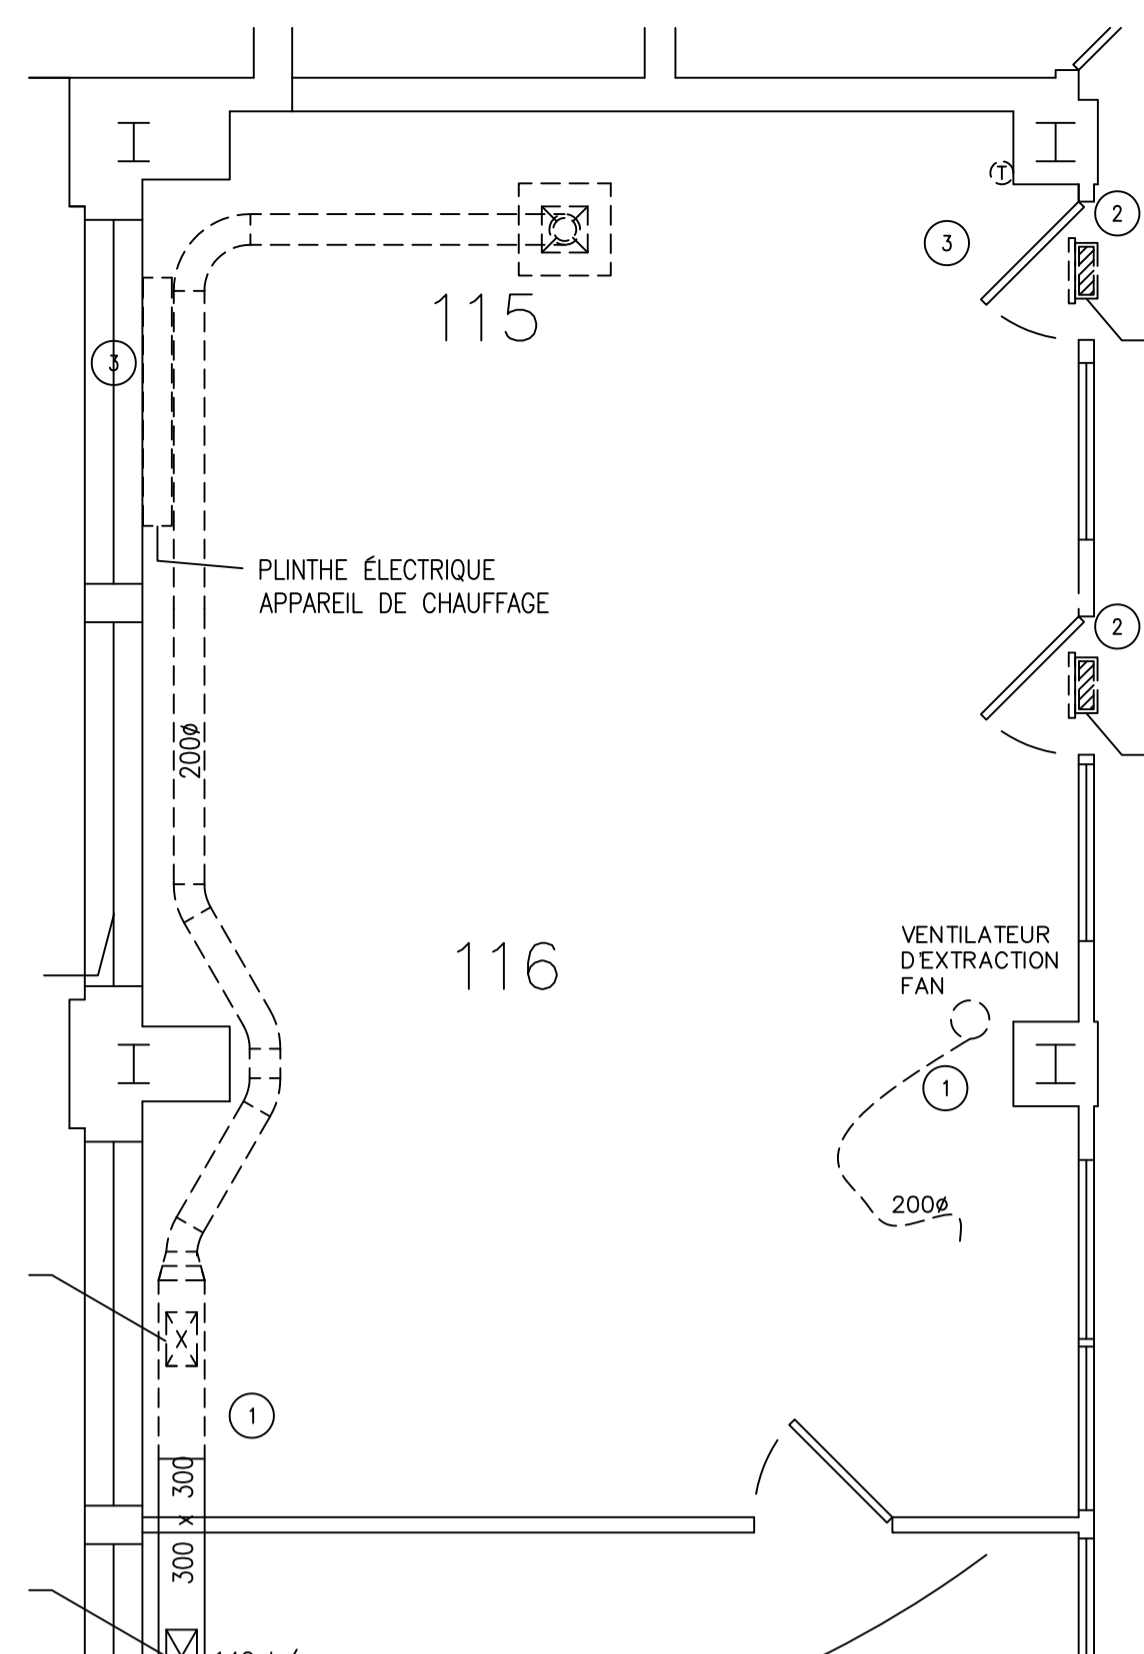 T
2
3
115
3
PLINTHE ÉLECTRIQUE
APPAREIL DE CHAUFFAGE
2
200ø
116
VENTILATEUR
D'EXTRACTION
FAN
1
200ø
X
1
300 x 300